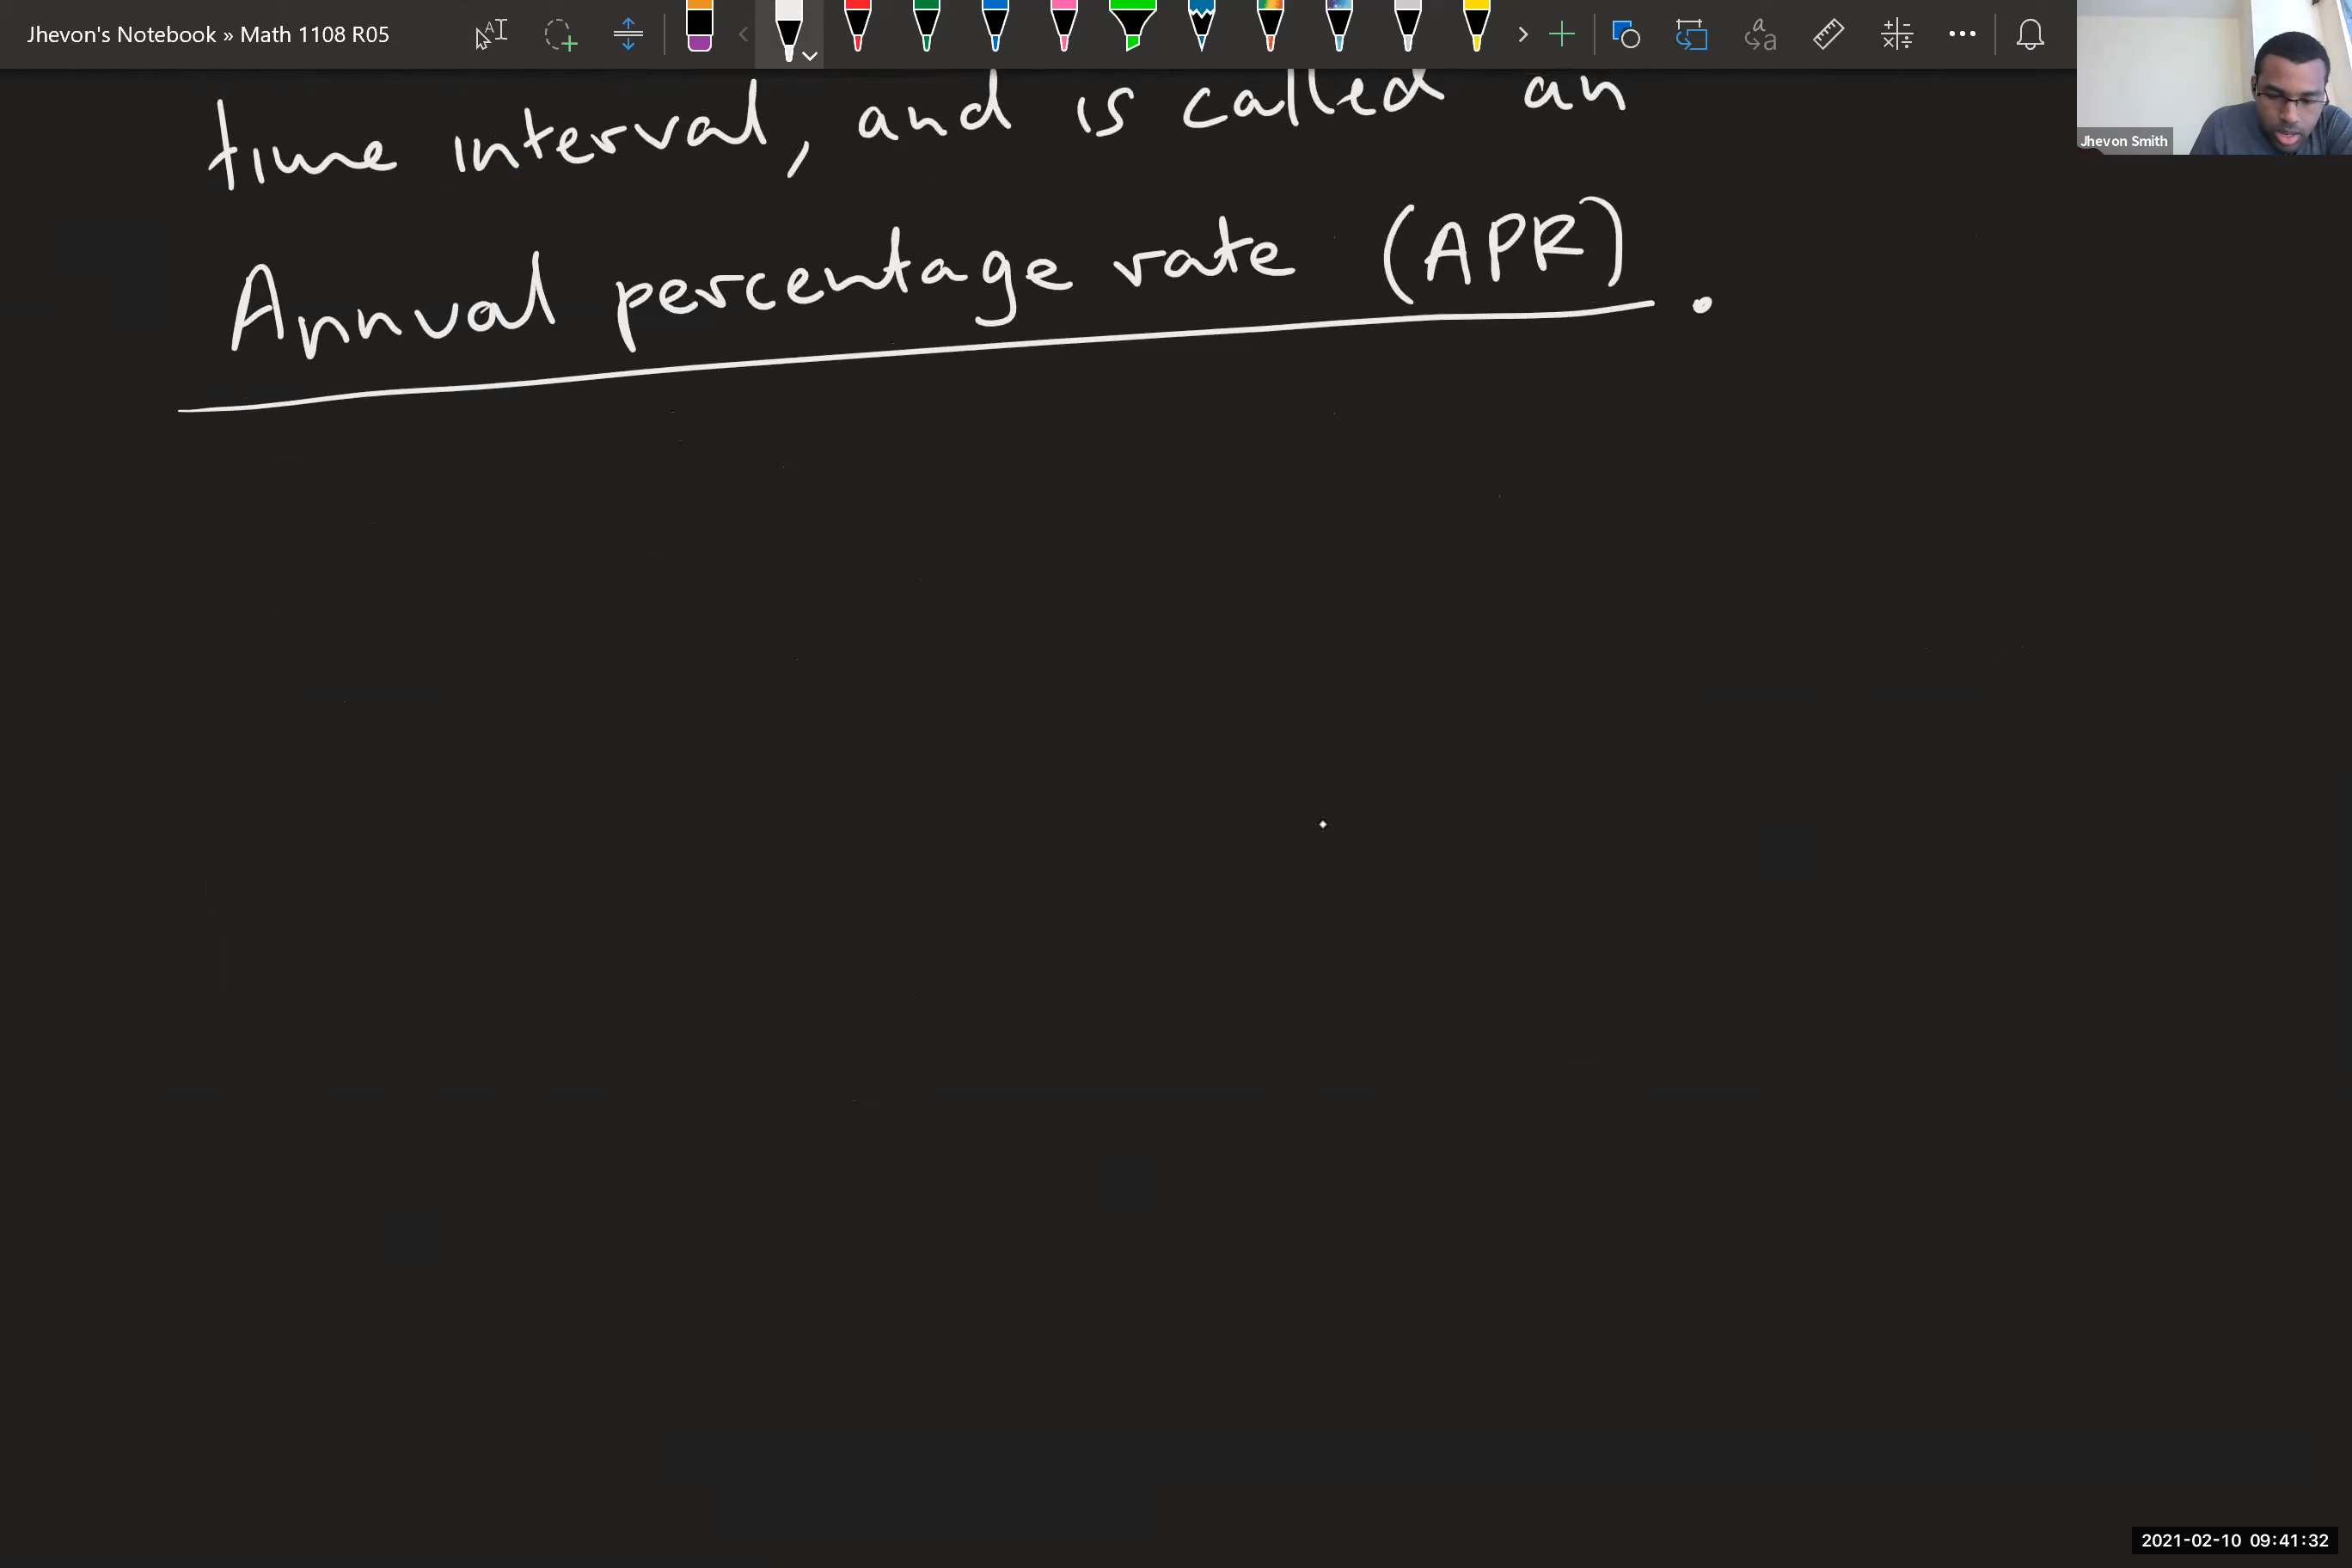 Jhevon's Notebook » Math 1108 R05
Jhevon Smith
time interval, and is called an
Annual percentage rate (APR).
2021-02-10 09:41:32